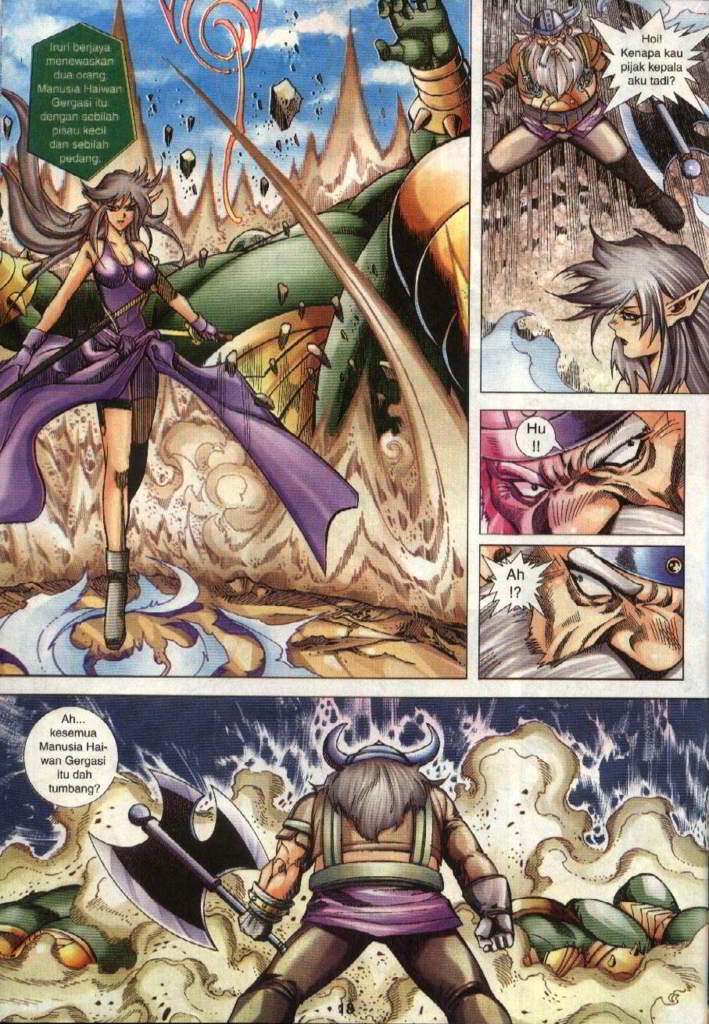 Iruri berjaya
menewaskan
dua orang
Manusia Haiwan
Gergasi itu
dengan sebilah
pisau kecil
dan sebilah
pedang.
Hoi!
Kenapa kau
pijak kepala
aku tadi?
Hu
!!
Ah
!?
Ah...
kesemua
Manusia Hai-
wan Gergasi
itu dah
tumbang?
18